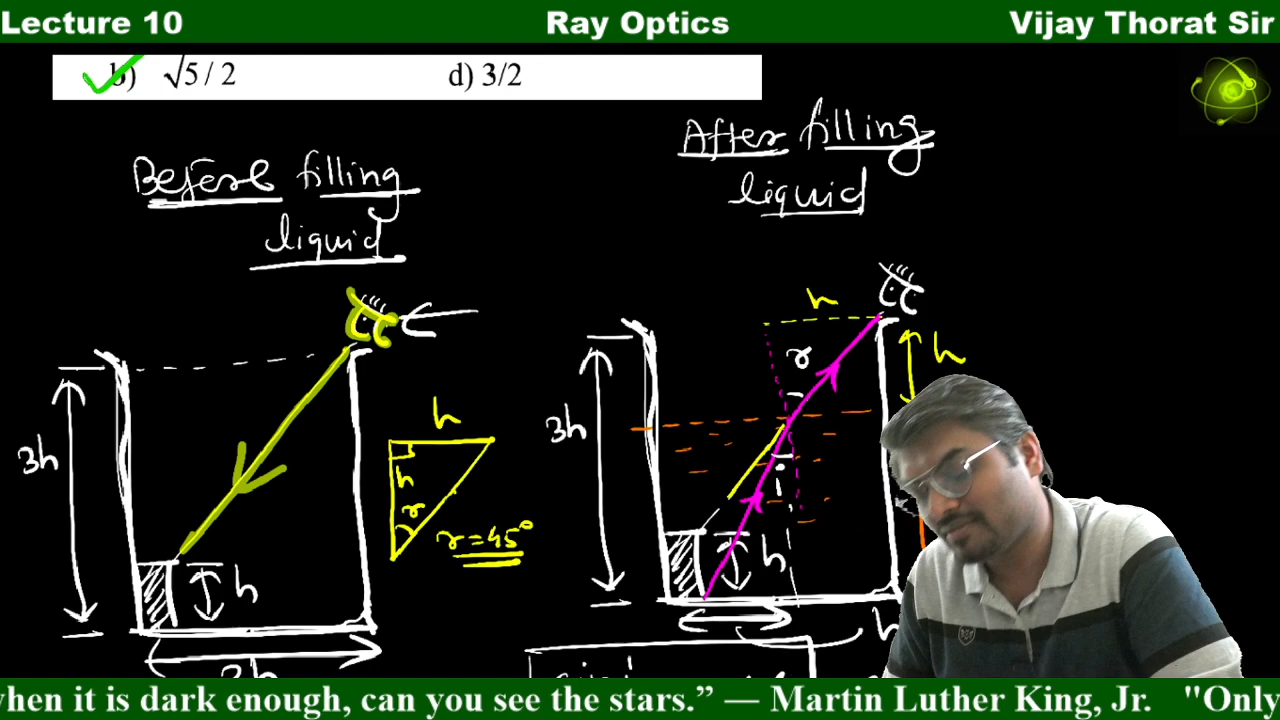 Lecture 10 Ray Optics Vijay Thorat Sir
b) √5 / 2 d) 3/2
Before filling
liquid
After filling
liquid
h
h
3h
h
h
r
r = 45°
h
2h
r
3h
i
h
h
when it is dark enough, can you see the stars.” — Martin Luther King, Jr. "Only